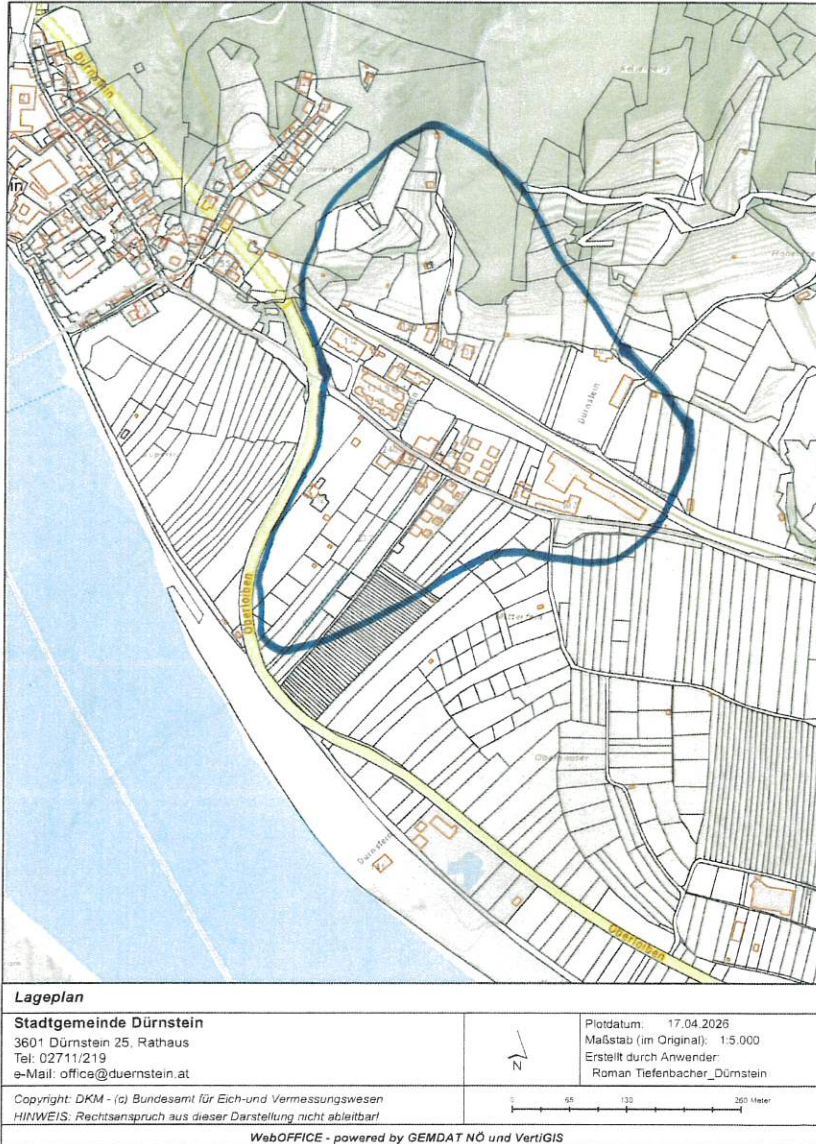 Dürnstein
Oberloiben
Dürnstein
Dürnstein
Oberloiben
Lageplan
Stadtgemeinde Dürnstein
3601 Dürnstein 25, Rathaus
Tel: 02711/219
e-Mail: office@duernstein.at
N
Plotdatum: 17.04.2026
Maßstab (im Original): 1:5.000
Erstellt durch Anwender:
Roman Tiefenbacher_Dürnstein
Copyright: DKM - (c) Bundesamt für Eich-und Vermessungswesen
HINWEIS: Rechtsanspruch aus dieser Darstellung nicht ableitbar!
65 130 260 Meter
WebOFFICE - powered by GEMDAT NÖ und VertiGIS